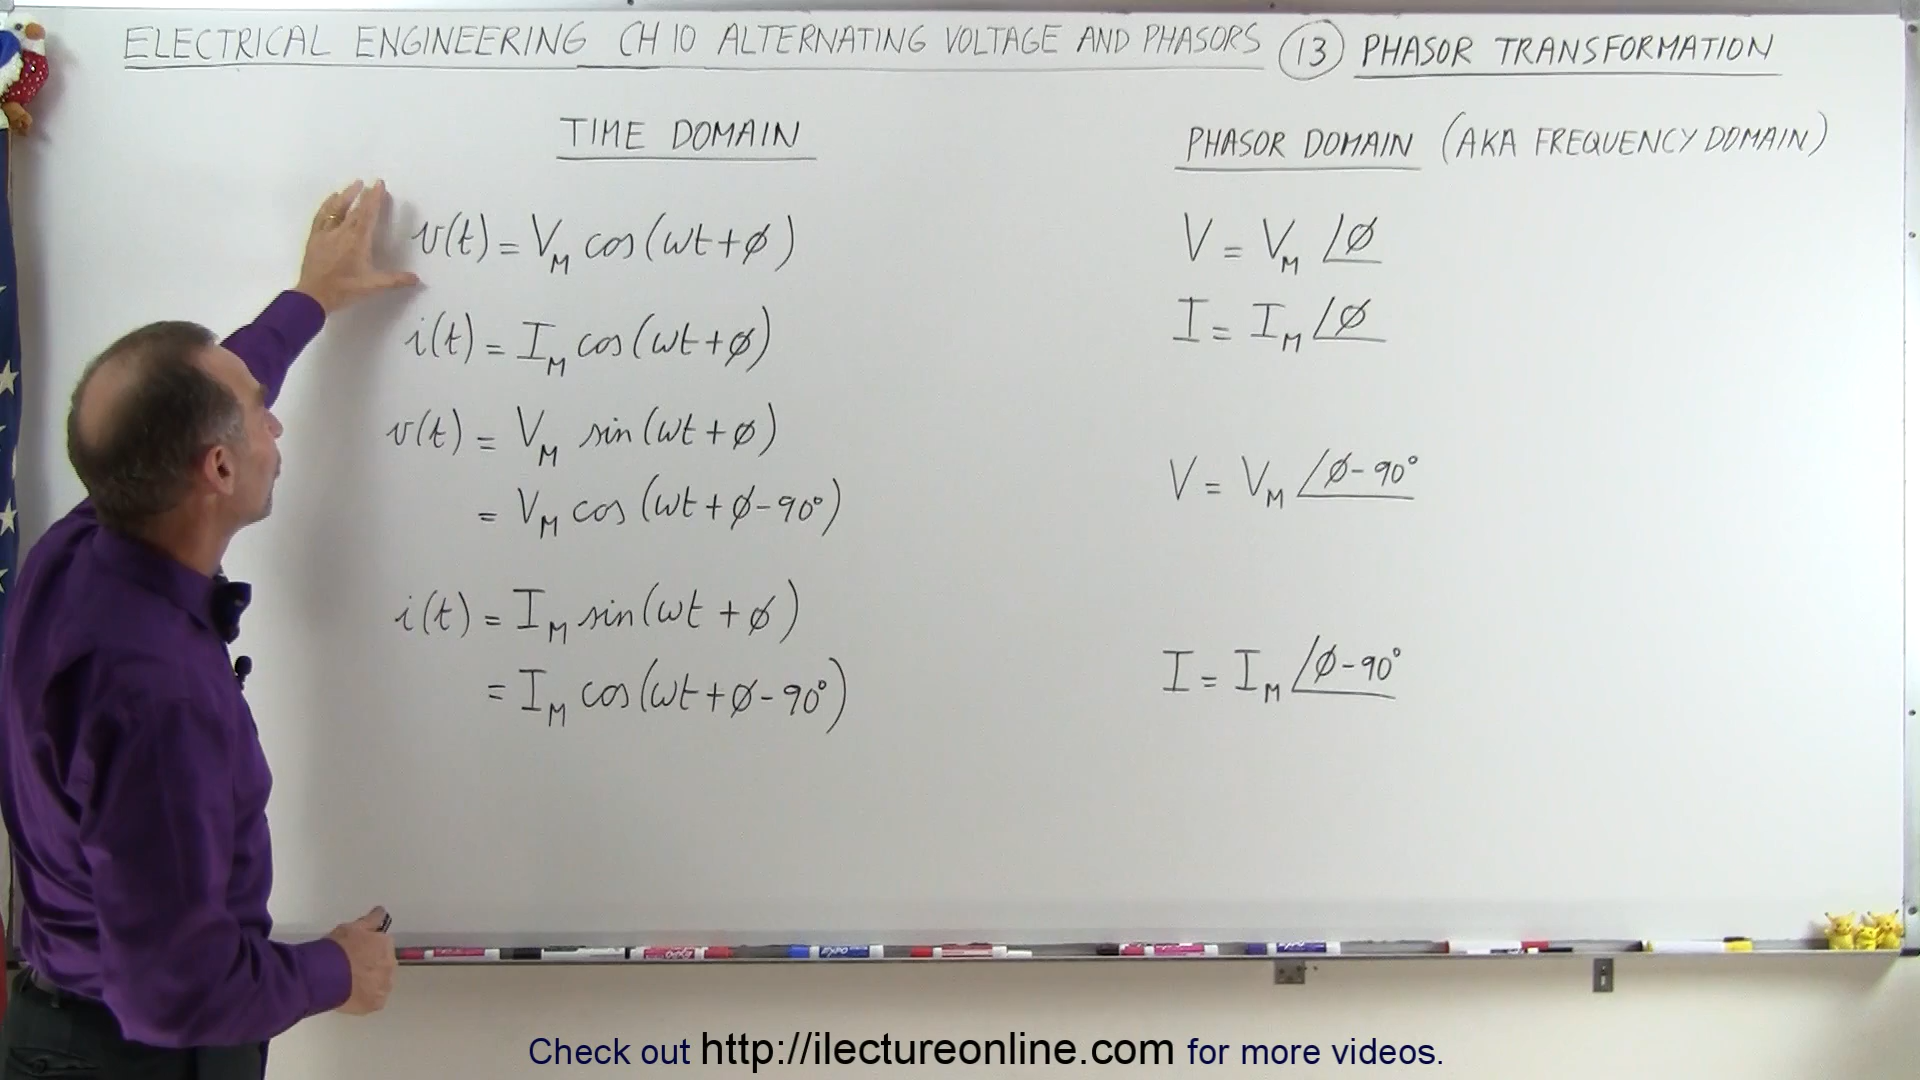 ELECTRICAL ENGINEERING CH 10 ALTERNATING VOLTAGE AND PHASORS (13) PHASOR TRANSFORMATION
TIME DOMAIN
v(t) = V_M cos(ωt+ϕ)
i(t) = I_M cos(ωt+ϕ)
v(t) = V_M sin(ωt+ϕ)
= V_M cos(ωt+ϕ-90°)
i(t) = I_M sin(ωt+ϕ)
= I_M cos(ωt+ϕ-90°)
PHASOR DOMAIN (AKA FREQUENCY DOMAIN)
V = V_M ∠ϕ
I = I_M ∠ϕ
V = V_M ∠ϕ-90°
I = I_M ∠ϕ-90°
Check out http://ilectureonline.com for more videos.